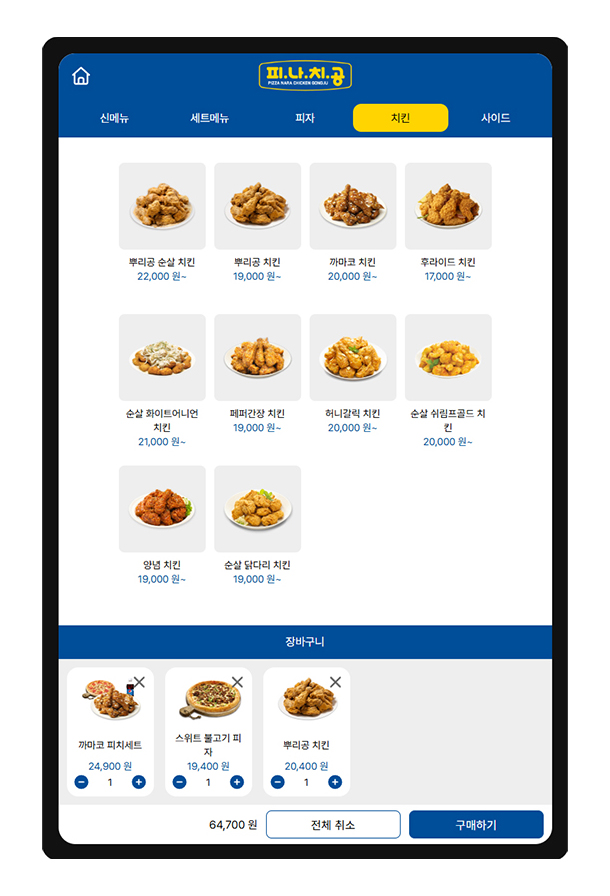 피.나.치.공
PIZZA NARA CHICKEN GONGJU
신메뉴 세트메뉴 피자 치킨 사이드
뿌리공 순살 치킨 뿌리공 치킨 까마코 치킨 후라이드 치킨
22,000 원~ 19,000 원~ 20,000 원~ 17,000 원~
순살 화이트어니언 페퍼간장 치킨 허니갈릭 치킨 순살 쉬림프골드 치
치킨 19,000 원~ 20,000 원~ 킨
21,000 원~ 20,000 원~
양념 치킨 순살 닭다리 치킨
19,000 원~ 19,000 원~
장바구니
까마코 피치세트 스위트 불고기 피 뿌리공 치킨
자
24,900 원 19,400 원 20,400 원
- 1 + - 1 + - 1 +
64,700 원 전체 취소 구매하기